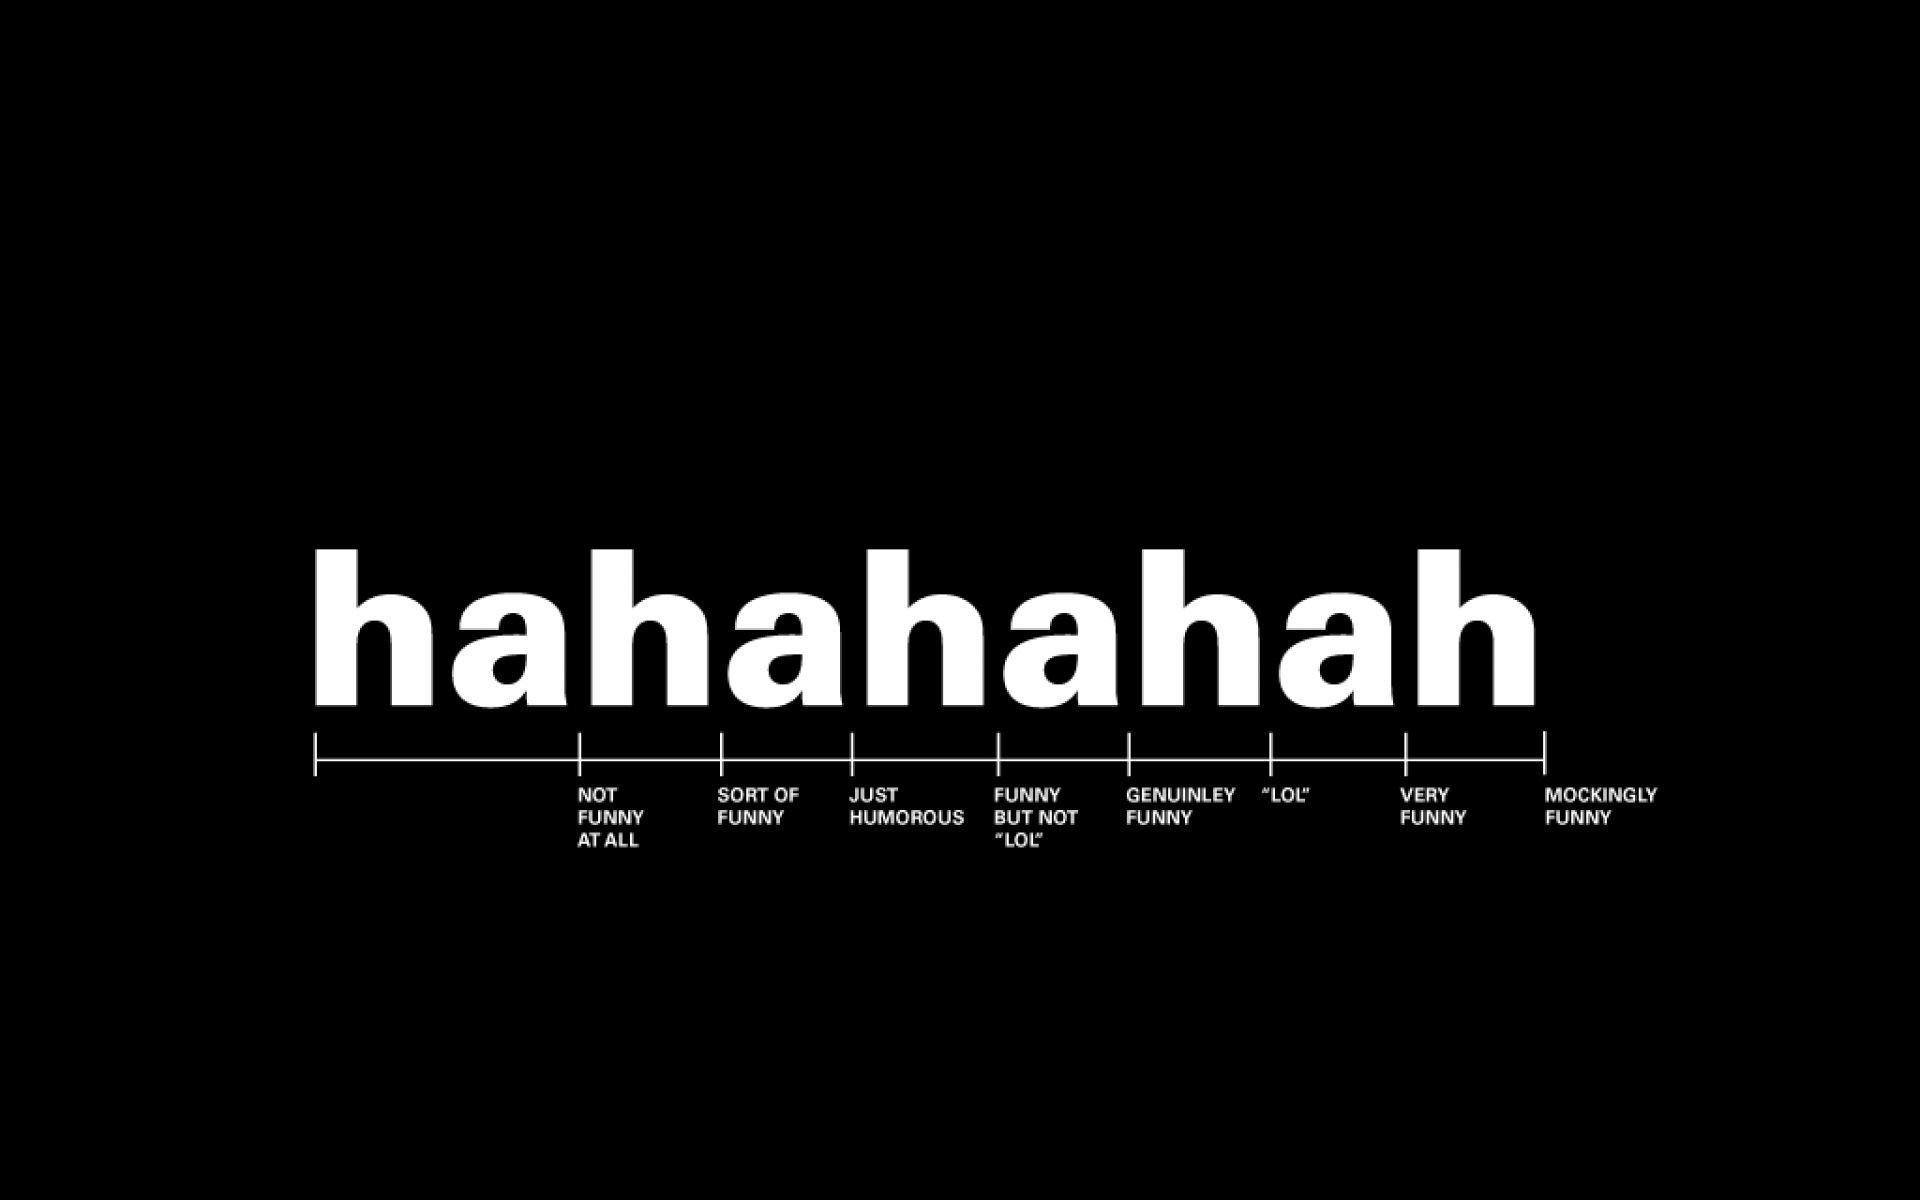 hahahahah
NOT
FUNNY
AT ALL
SORT OF
FUNNY
JUST
HUMOROUS
FUNNY
BUT NOT
“LOL”
GENUINLEY
FUNNY
“LOL”
VERY
FUNNY
MOCKINGLY
FUNNY